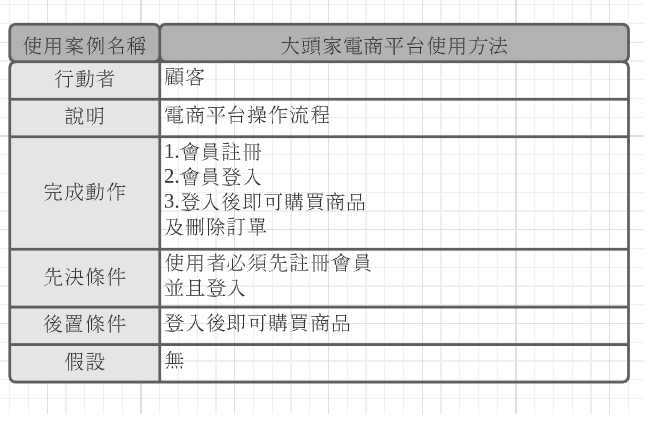 使用案例名稱 大頭家電商平台使用方法
行動者 顧客
說明 電商平台操作流程
完成動作
1.會員註冊
2.會員登入
3.登入後即可購買商品
及刪除訂單
先決條件
使用者必須先註冊會員
並且登入
後置條件 登入後即可購買商品
假設 無